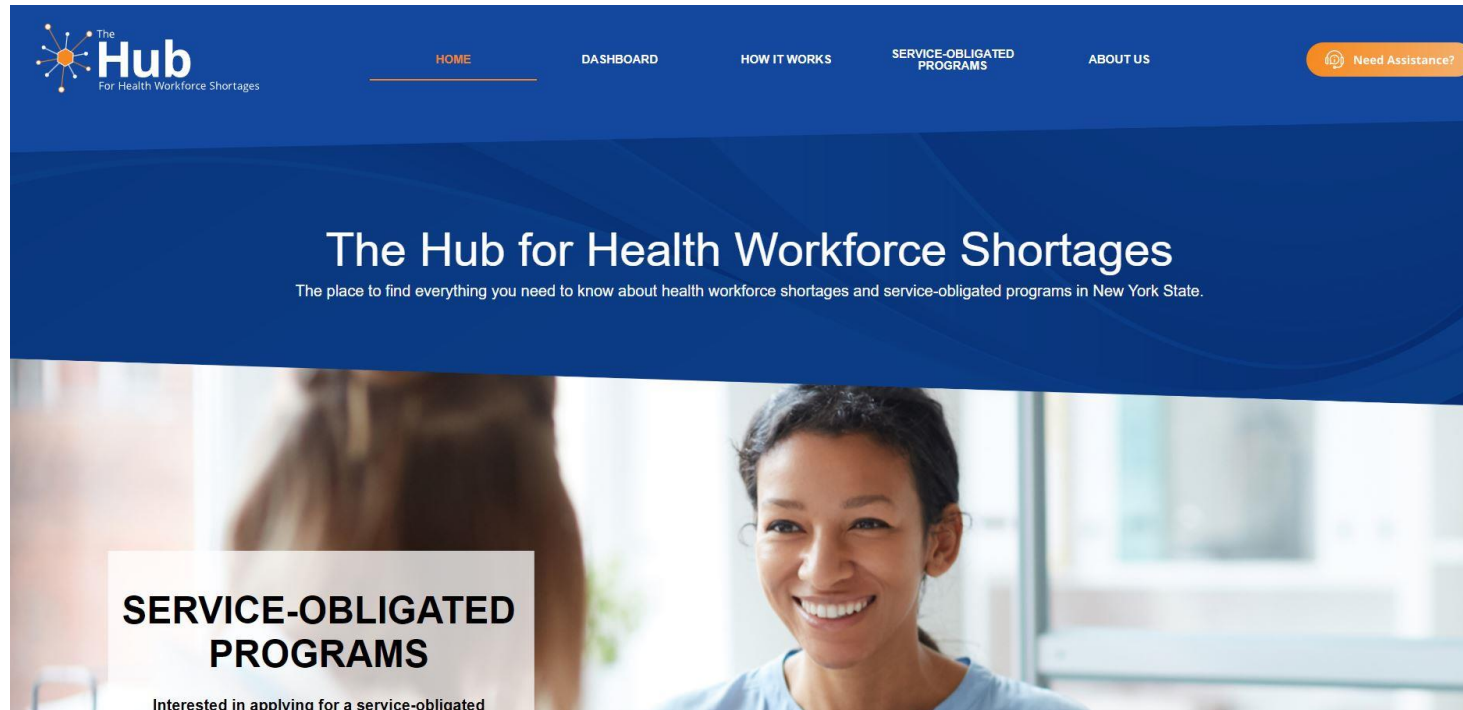 The
Hub
For Health Workforce Shortages
HOME
DASHBOARD
HOW IT WORKS
SERVICE-OBLIGATED
PROGRAMS
ABOUT US
Need Assistance?
The Hub for Health Workforce Shortages
The place to find everything you need to know about health workforce shortages and service-obligated programs in New York State.
SERVICE-OBLIGATED
PROGRAMS
Interested in applying for a service-obligated